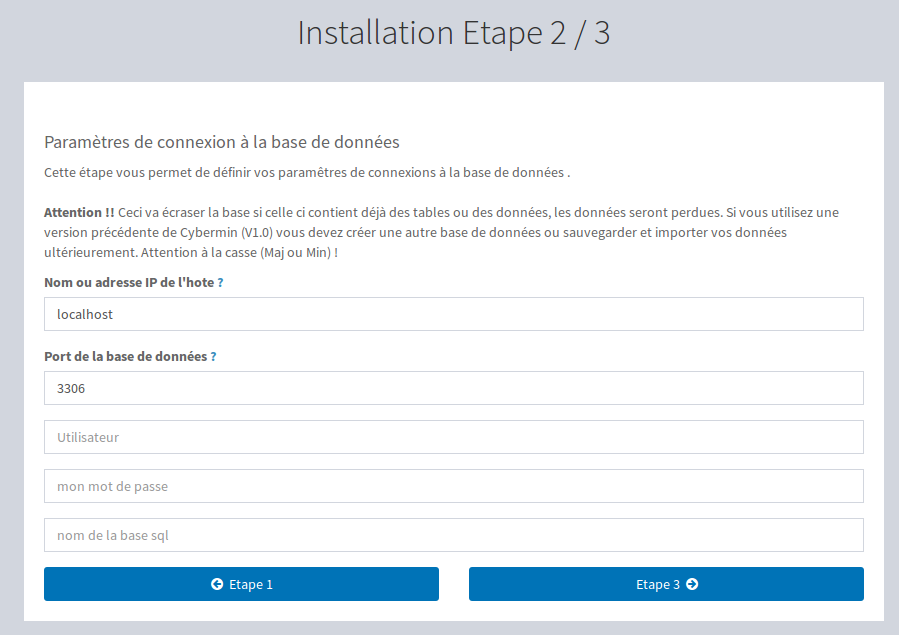 Installation Etape 2 / 3
Paramètres de connexion à la base de données
Cette étape vous permet de définir vos paramêtres de connexions à la base de données .
Attention !! Ceci va écraser la base si celle ci contient déjà des tables ou des données, les données seront perdues. Si vous utilisez une
version précédente de Cybermin (V1.0) vous devez créer une autre base de données ou sauvegarder et importer vos données
ultérieurement. Attention à la casse (Maj ou Min) !
Nom ou adresse IP de l'hote ?
localhost
Port de la base de données ?
3306
Utilisateur
mon mot de passe
nom de la base sql
Etape 1
Etape 3